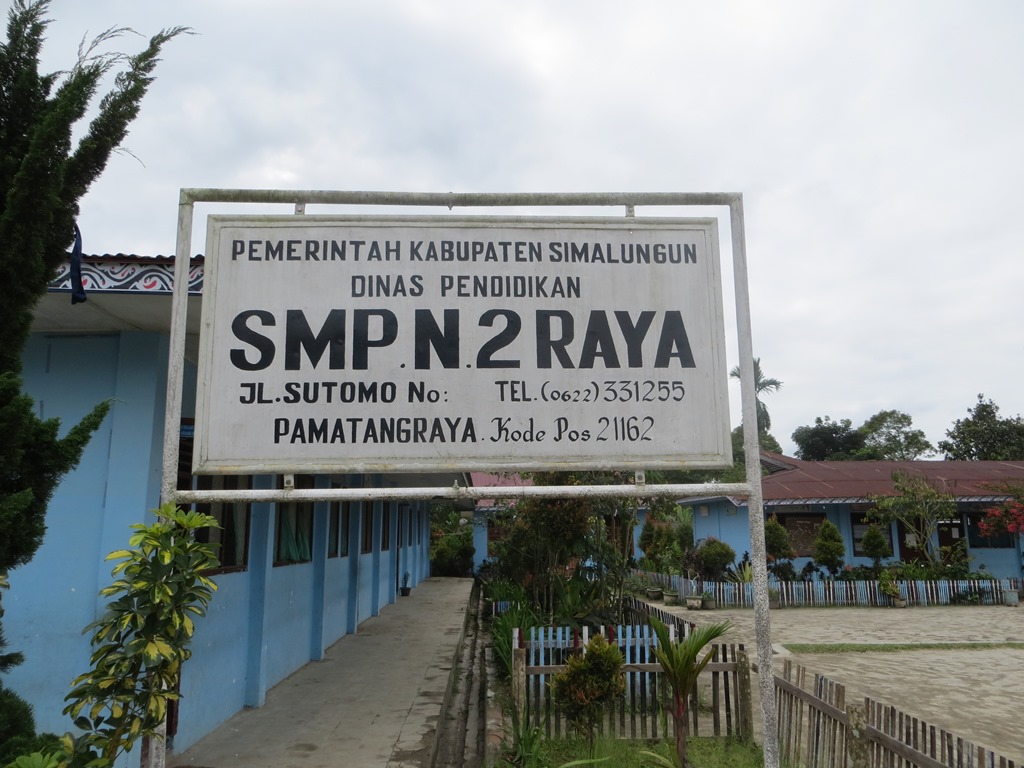 PEMERINTAH KABUPATEN SIMALUNGUN
DINAS PENDIDIKAN
SMP.N.2 RAYA
JL.SUTOMO No: TEL.(0622)331255
PAMATANGRAYA. Kode Pos 21162